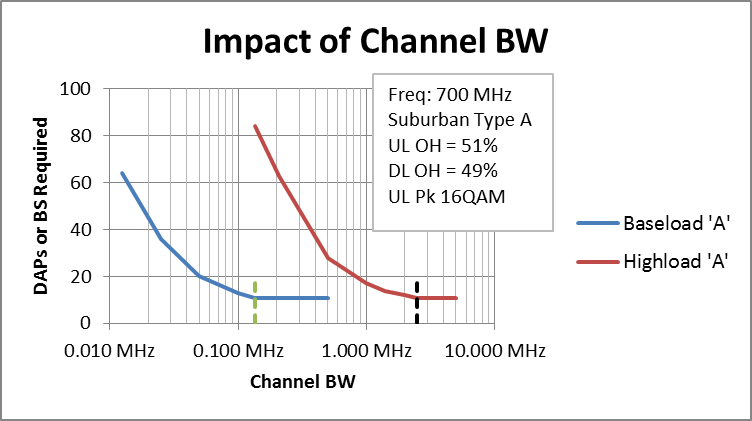 Impact of Channel BW
Freq: 700 MHz
Suburban Type A
UL OH = 51%
DL OH = 49%
UL Pk 16QAM
DAPs or BS Required
100
80
60
40
20
0
0.010 MHz
0.100 MHz
1.000 MHz
10.000 MHz
Channel BW
Baseload 'A'
Highload 'A'